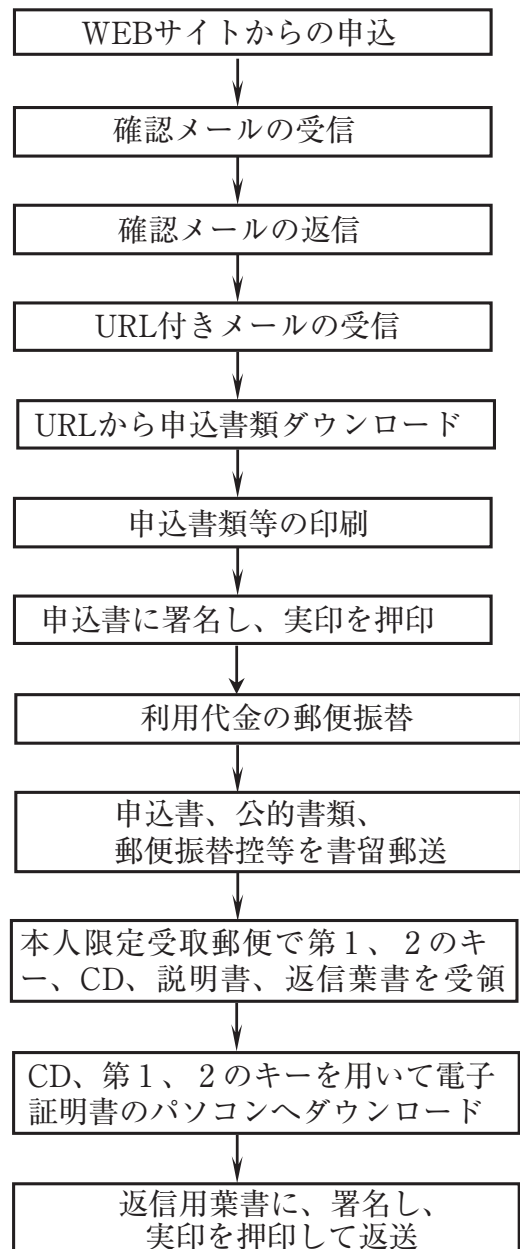 WEBサイトからの申込
確認メールの受信
確認メールの返信
URL付きメールの受信
URLから申込書類ダウンロード
申込書類等の印刷
申込書に署名し、実印を押印
利用代金の郵便振替
申込書、公的書類、
郵便振替控等を書留郵送
本人限定受取郵便で第１、２のキ
ー、CD、説明書、返信葉書を受領
CD、第１、２のキーを用いて電子
証明書のパソコンへダウンロード
返信用葉書に、署名し、
実印を押印して返送